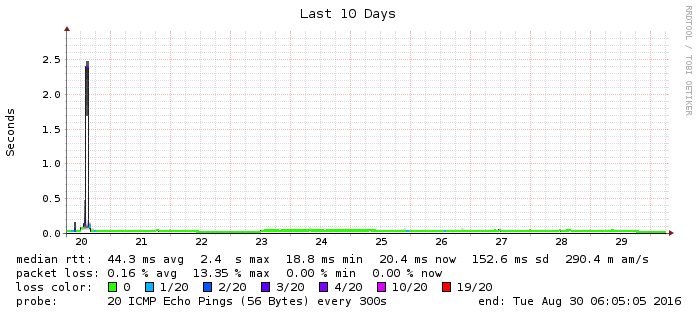 Last 10 Days
RRDTOOL / TOBI OETIKER
Seconds
2.5
2.0
1.5
1.0
0.5
0.0
20 21 22 23 24 25 26 27 28 29
median rtt: 44.3 ms avg 2.4 s max 18.8 ms min 20.4 ms now 152.6 ms sd 290.4 m am/s
packet loss: 0.16 % avg 13.35 % max 0.00 % min 0.00 % now
loss color: 0 1/20 2/20 3/20 4/20 10/20 19/20
probe: 20 ICMP Echo Pings (56 Bytes) every 300s end: Tue Aug 30 06:05:05 2016